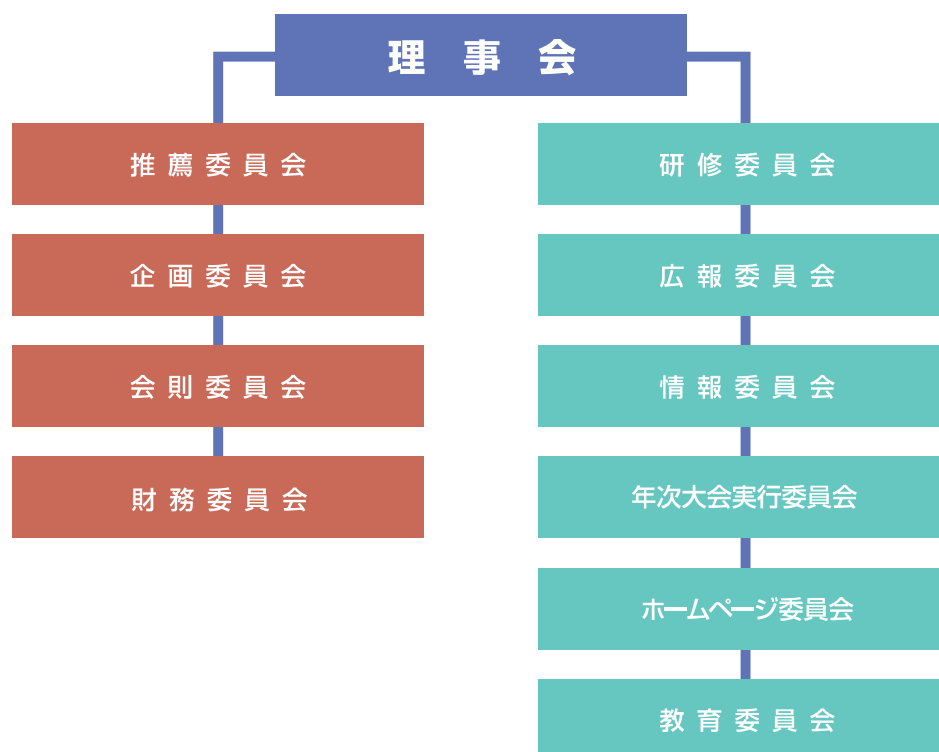 理事会
推薦委員会
企画委員会
会則委員会
財務委員会
研修委員会
広報委員会
情報委員会
年次大会実行委員会
ホームページ委員会
教育委員会